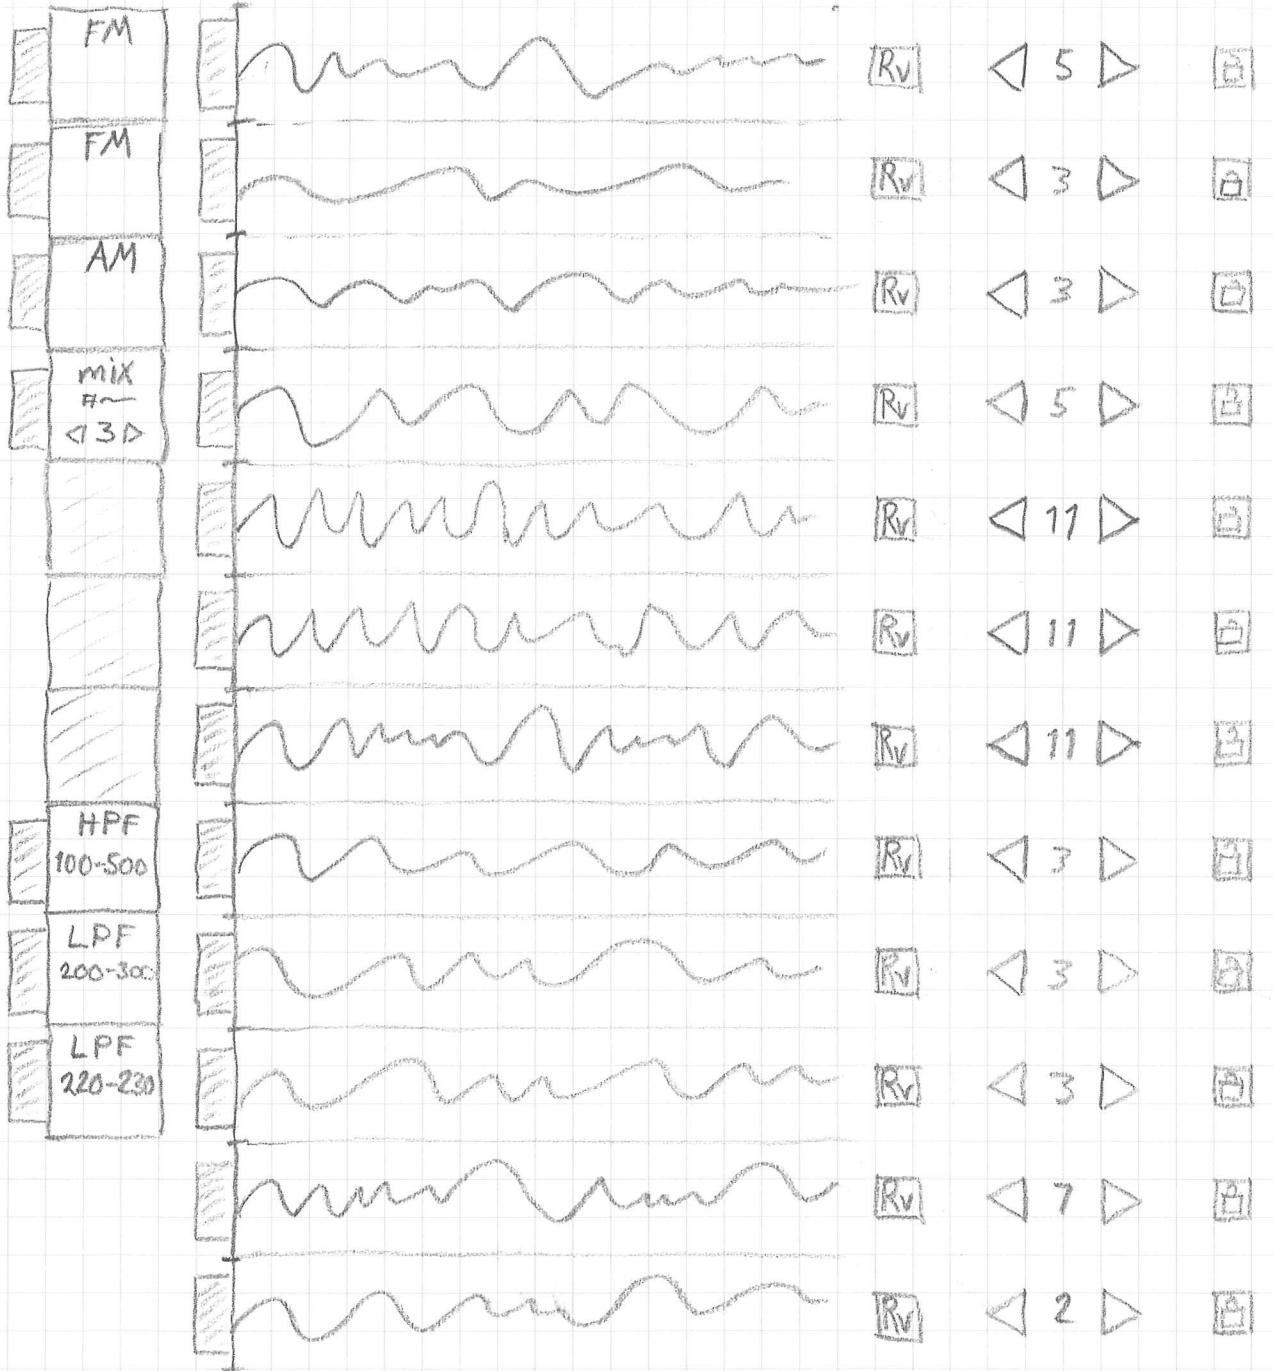 FM Rv ◁ 5 ▷
FM Rv ◁ 3 ▷
AM Rv ◁ 3 ▷
mix
#~ Rv ◁ 5 ▷
◁ 3 ▷
Rv ◁ 11 ▷
Rv ◁ 11 ▷
Rv ◁ 11 ▷
HPF
100-500 Rv ◁ 3 ▷
LPF
200-300 Rv ◁ 3 ▷
LPF
220-230 Rv ◁ 3 ▷
Rv ◁ 7 ▷
Rv ◁ 2 ▷